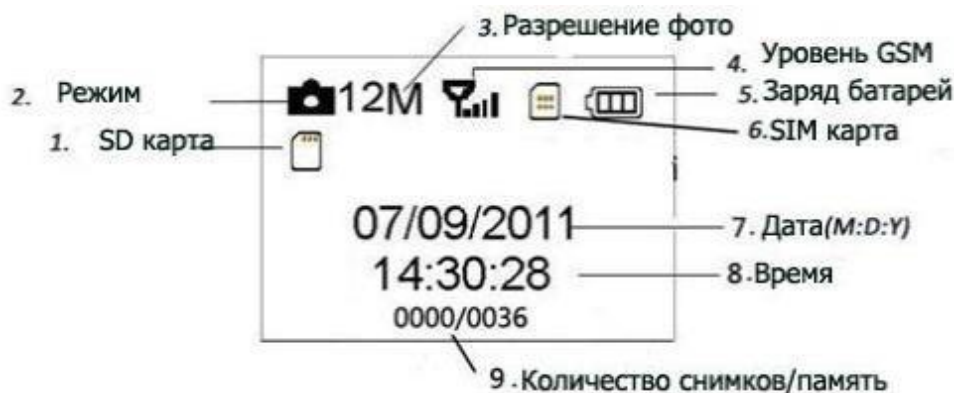 3. Разрешение фото
4. Уровень GSM
2. Режим
12M
5. Заряд батарей
6. SIM карта
1. SD карта
i
07/09/2011
7. Дата(M:D:Y)
14:30:28
8. Время
0000/0036
9. Количество снимков/память